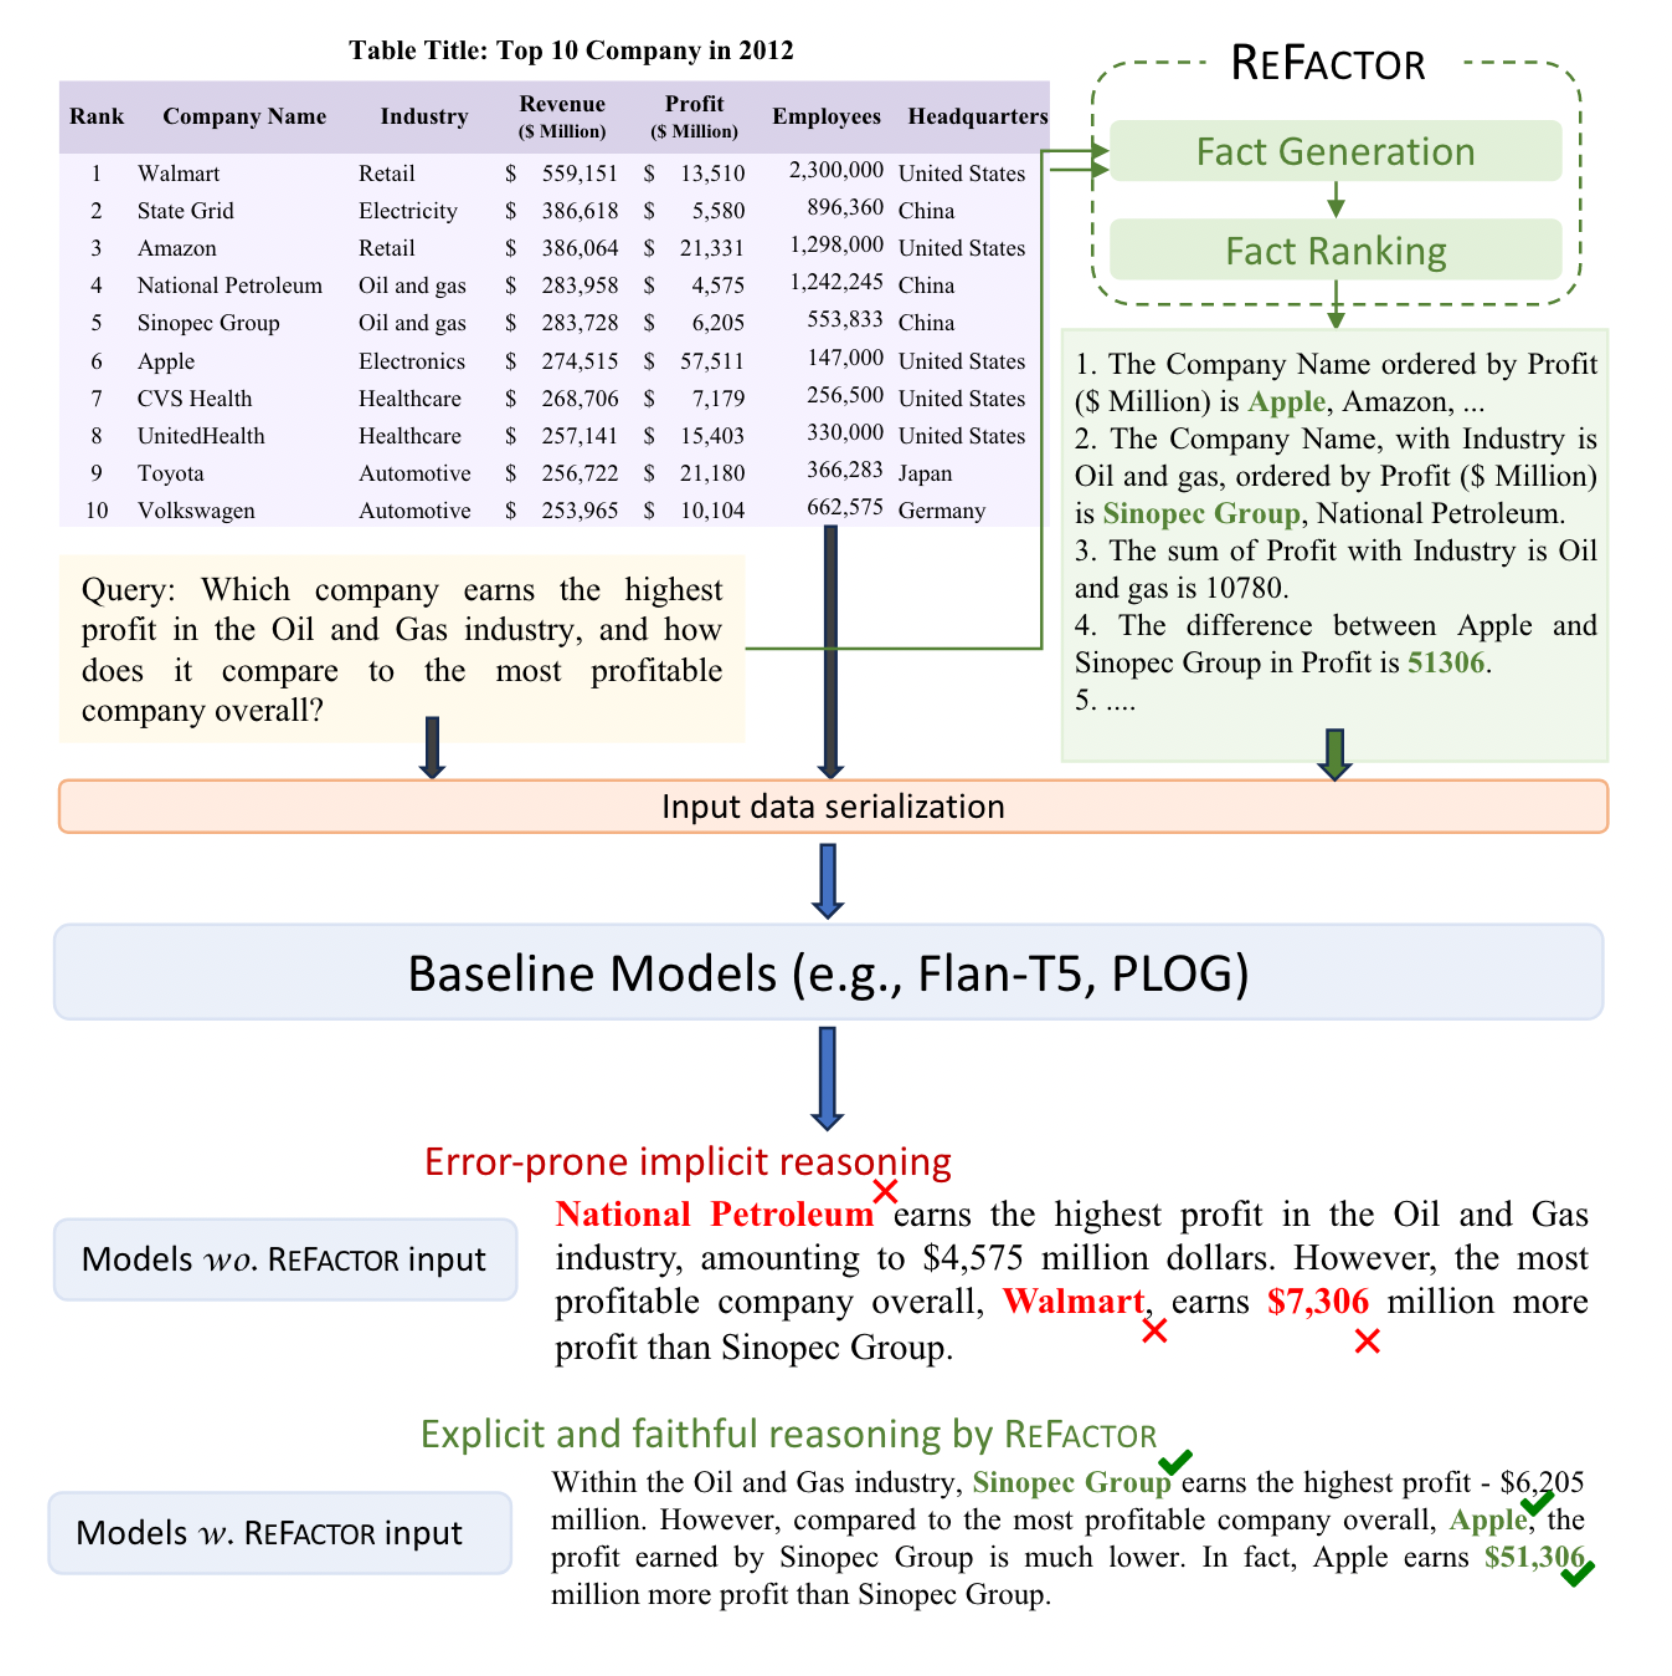 Table Title: Top 10 Company in 2012
Rank Company Name Industry Revenue ($ Million) Profit ($ Million) Employees Headquarters
1 Walmart Retail $ 559,151 $ 13,510 2,300,000 United States
2 State Grid Electricity $ 386,618 $ 5,580 896,360 China
3 Amazon Retail $ 386,064 $ 21,331 1,298,000 United States
4 National Petroleum Oil and gas $ 283,958 $ 4,575 1,242,245 China
5 Sinopec Group Oil and gas $ 283,728 $ 6,205 553,833 China
6 Apple Electronics $ 274,515 $ 57,511 147,000 United States
7 CVS Health Healthcare $ 268,706 $ 7,179 256,500 United States
8 UnitedHealth Healthcare $ 257,141 $ 15,403 330,000 United States
9 Toyota Automotive $ 256,722 $ 21,180 366,283 Japan
10 Volkswagen Automotive $ 253,965 $ 10,104 662,575 Germany
REFACTOR
Fact Generation
Fact Ranking
1. The Company Name ordered by Profit
($ Million) is Apple, Amazon, ...
2. The Company Name, with Industry is
Oil and gas, ordered by Profit ($ Million)
is Sinopec Group, National Petroleum.
3. The sum of Profit with Industry is Oil
and gas is 10780.
4. The difference between Apple and
Sinopec Group in Profit is 51306.
5. ....
Query: Which company earns the highest
profit in the Oil and Gas industry, and how
does it compare to the most profitable
company overall?
Input data serialization
Baseline Models (e.g., Flan-T5, PLOG)
Error-prone implicit reasoning
Models wo. REFACTOR input
National Petroleum earns the highest profit in the Oil and Gas
industry, amounting to $4,575 million dollars. However, the most
profitable company overall, Walmart, earns $7,306 million more
profit than Sinopec Group.
Explicit and faithful reasoning by REFACTOR
Models w. REFACTOR input
Within the Oil and Gas industry, Sinopec Group earns the highest profit - $6,205
million. However, compared to the most profitable company overall, Apple, the
profit earned by Sinopec Group is much lower. In fact, Apple earns $51,306
million more profit than Sinopec Group.